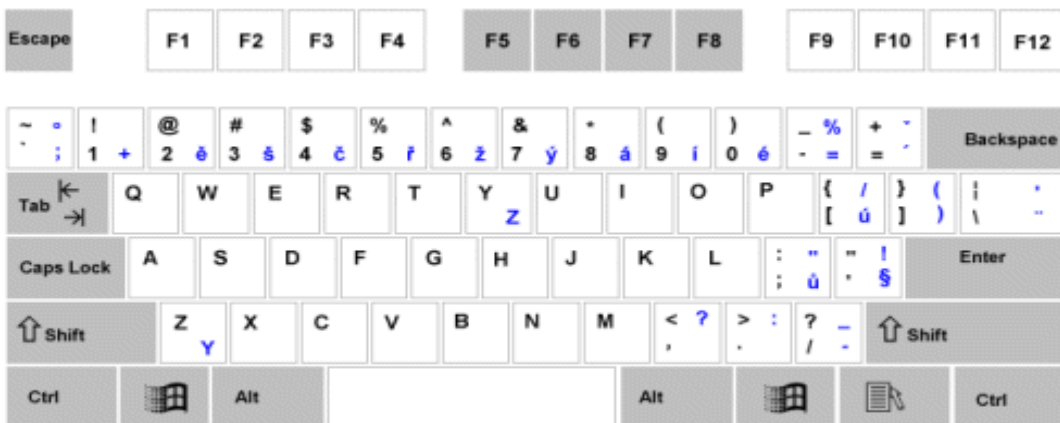 Escape F1 F2 F3 F4 F5 F6 F7 F8 F9 F10 F11 F12
~ ° ! @ # $ % ^ & * ( ) _ % + ˇ Backspace
` ; 1 + 2 ě 3 š 4 č 5 ř 6 ž 7 ý 8 á 9 í 0 é - = = ´
Tab Q W E R T Y U I O P { / } ( ¦ '
Z [ ú ] ) \ ¨
Caps Lock A S D F G H J K L : " " ! Enter
; ů ' §
Shift Z X C V B N M < ? > : ? _ Shift
Y , . / -
Ctrl Alt Alt Ctrl